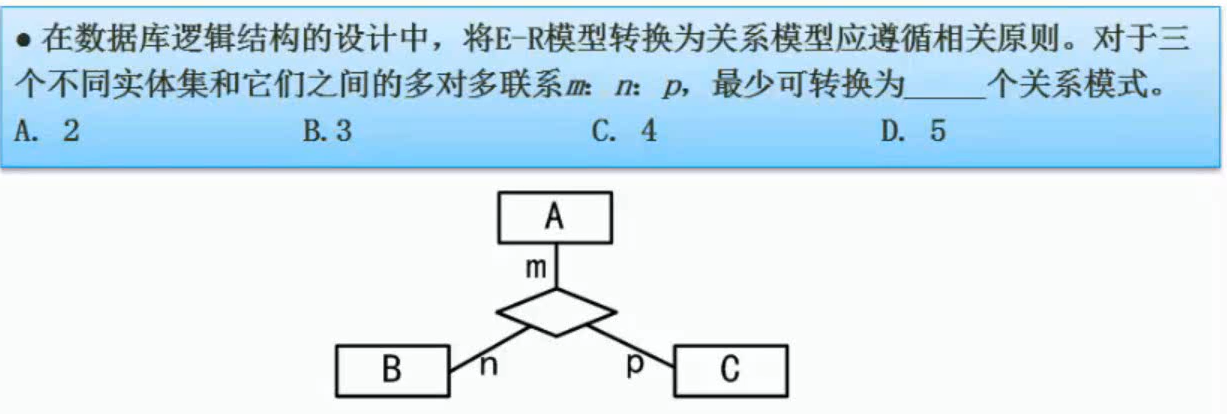 ● 在数据库逻辑结构的设计中，将E-R模型转换为关系模型应遵循相关原则。对于三
个不同实体集和它们之间的多对多联系m：n：p，最少可转换为_____个关系模式。
A. 2 B.3 C. 4 D. 5
A
m
B n p C